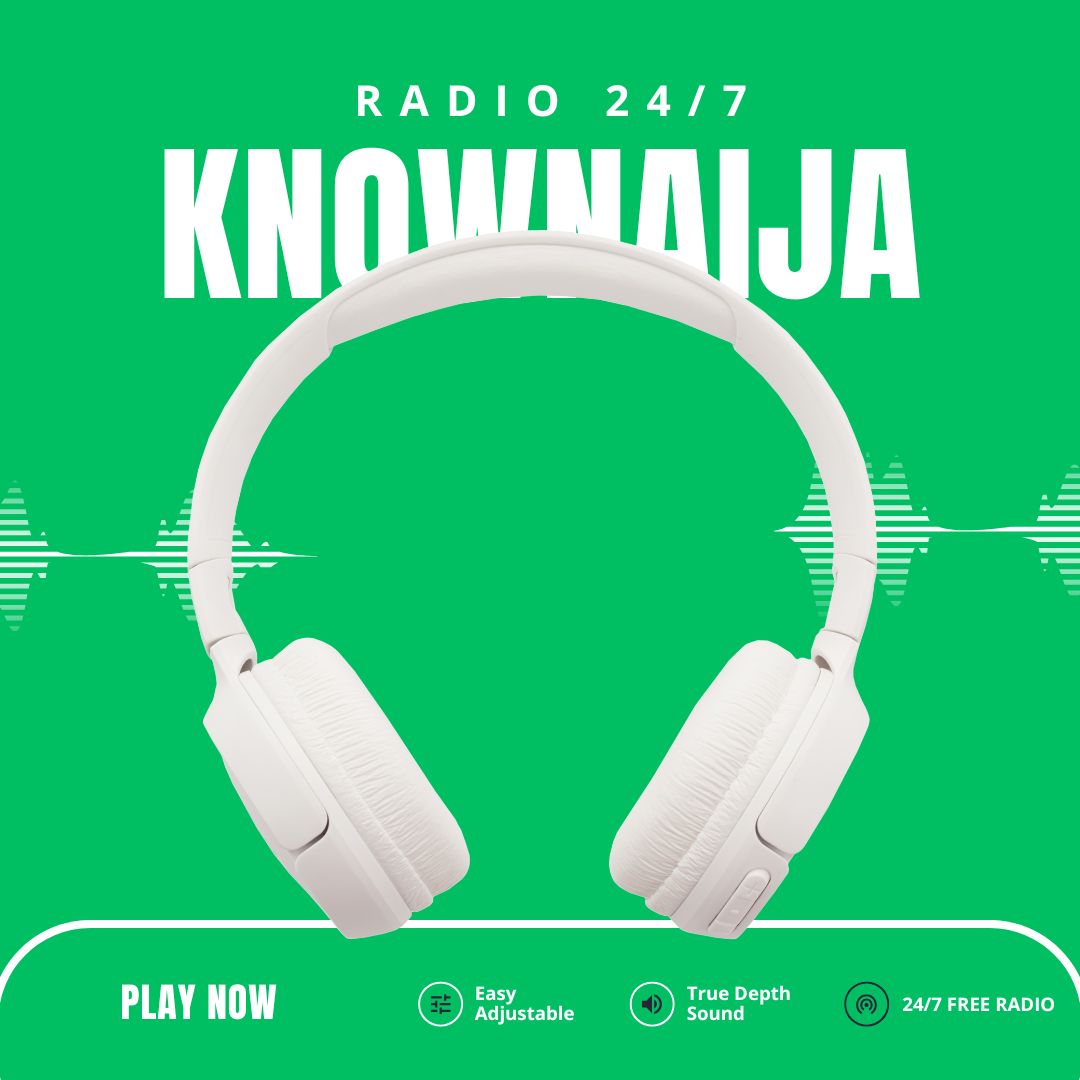 RADIO 24/7
KNOWNAIJA
PLAY NOW
Easy
Adjustable
True Depth
Sound
24/7 FREE RADIO